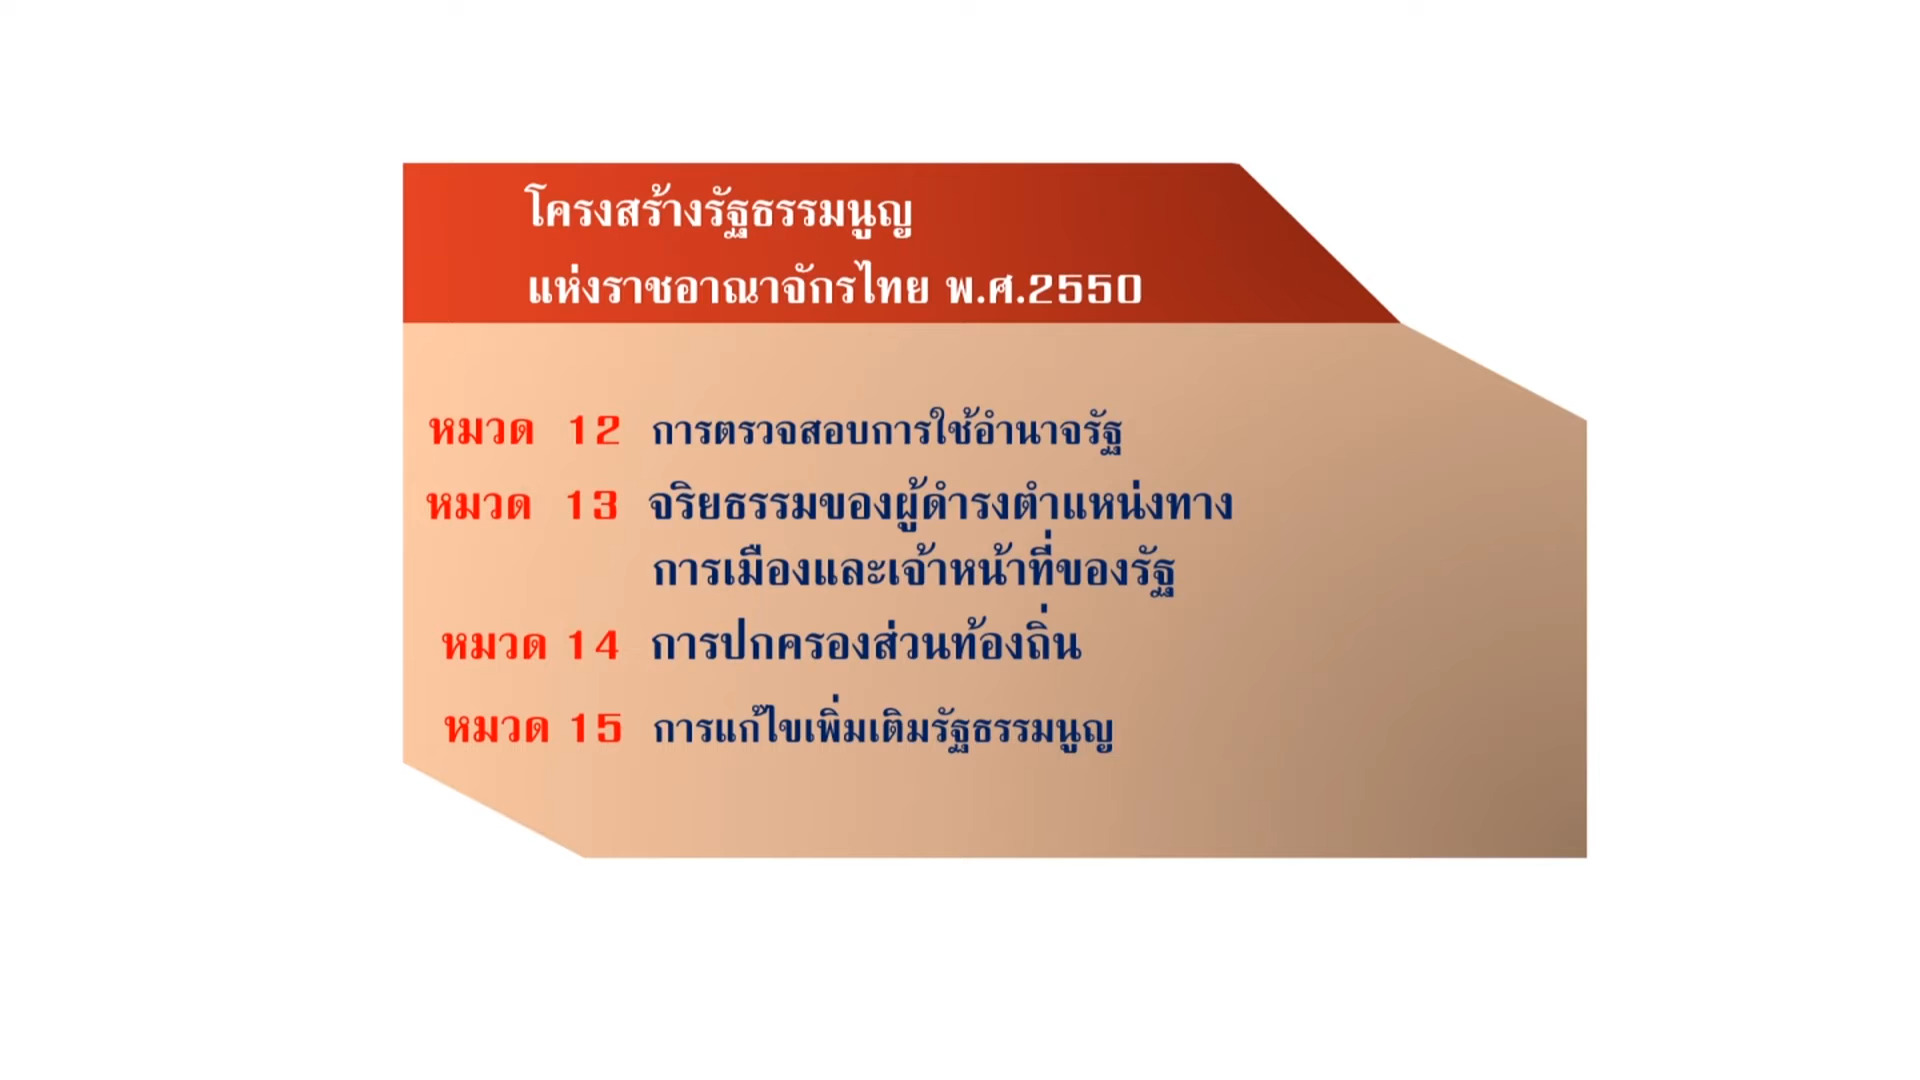 โครงสร้างรัฐธรรมนูญ
แห่งราชอาณาจักรไทย พ.ศ.2550
หมวด 12 การตรวจสอบการใช้อำนาจรัฐ
หมวด 13 จริยธรรมของผู้ดำรงตำแหน่งทาง
การเมืองและเจ้าหน้าที่ของรัฐ
หมวด 14 การปกครองส่วนท้องถิ่น
หมวด 15 การแก้ไขเพิ่มเติมรัฐธรรมนูญ